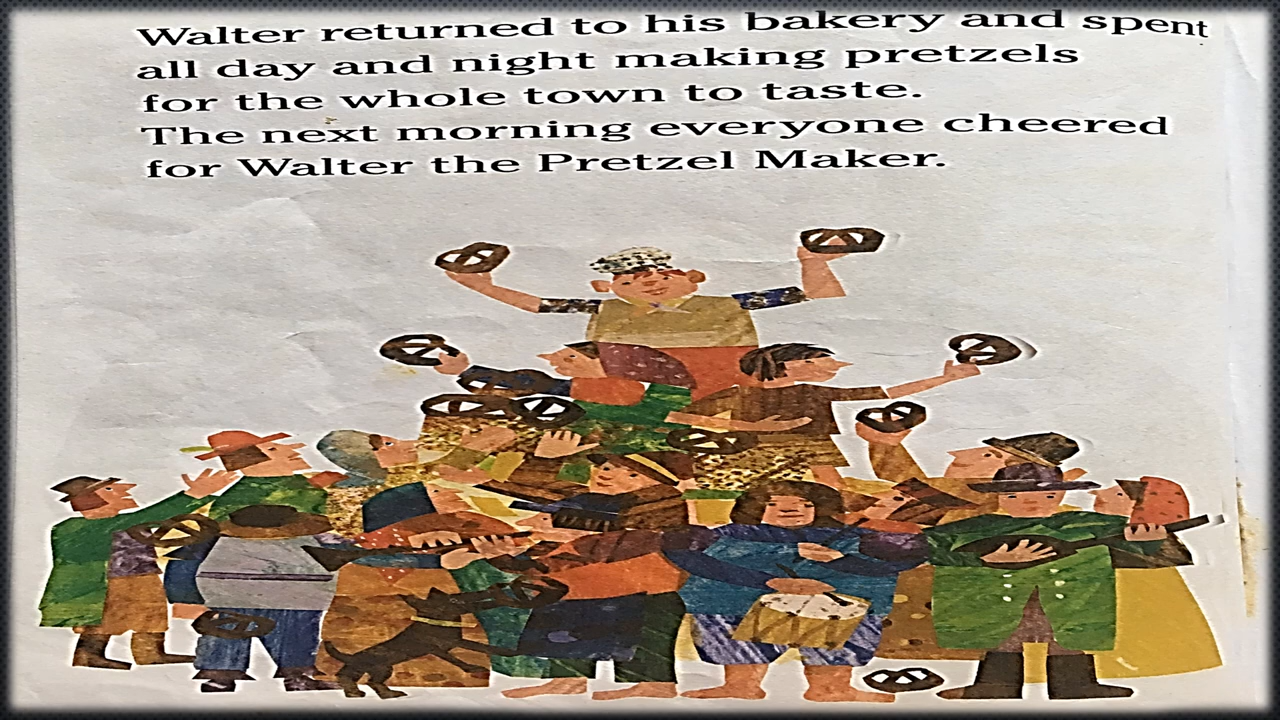 Walter returned to his bakery and spent
all day and night making pretzels
for the whole town to taste.
The next morning everyone cheered
for Walter the Pretzel Maker.